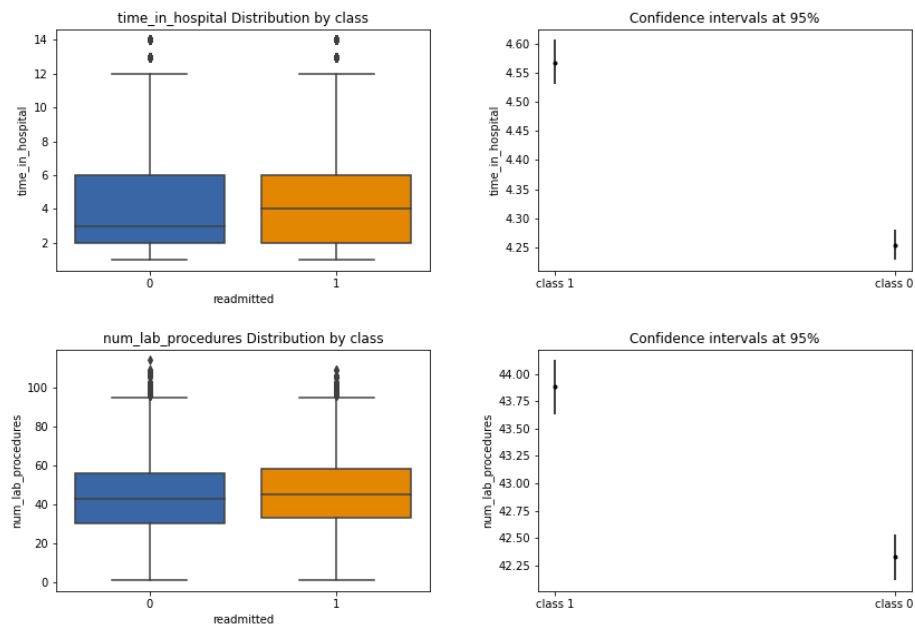 time_in_hospital Distribution by class
14
12
10
8
6
4
2
time_in_hospital
0
1
readmitted
Confidence intervals at 95%
4.60
4.55
4.50
4.45
4.40
4.35
4.30
4.25
time_in_hospital
class 1
class 0
num_lab_procedures Distribution by class
100
80
60
40
20
0
num_lab_procedures
0
1
readmitted
Confidence intervals at 95%
44.00
43.75
43.50
43.25
43.00
42.75
42.50
42.25
num_lab_procedures
class 1
class 0